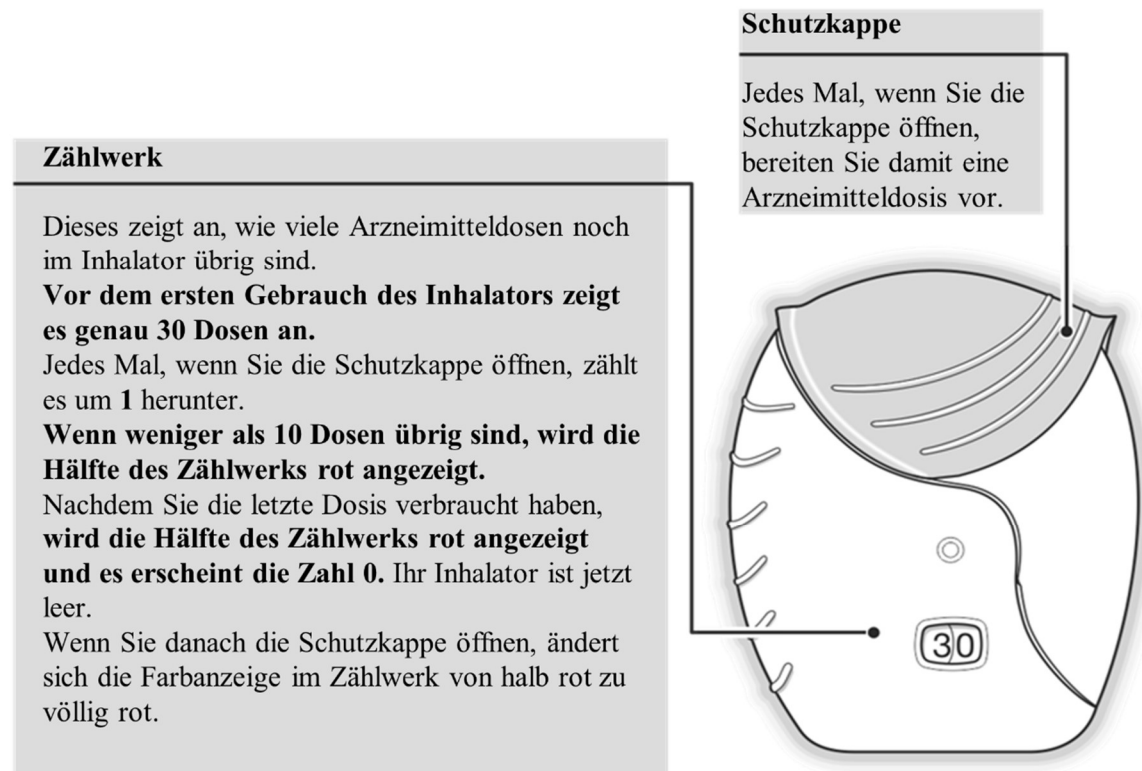 Schutzkappe
Jedes Mal, wenn Sie die
Schutzkappe öffnen,
bereiten Sie damit eine
Arzneimitteldosis vor.
Zählwerk
Dieses zeigt an, wie viele Arzneimitteldosen noch
im Inhalator übrig sind.
Vor dem ersten Gebrauch des Inhalators zeigt
es genau 30 Dosen an.
Jedes Mal, wenn Sie die Schutzkappe öffnen, zählt
es um 1 herunter.
Wenn weniger als 10 Dosen übrig sind, wird die
Hälfte des Zählwerks rot angezeigt.
Nachdem Sie die letzte Dosis verbraucht haben,
wird die Hälfte des Zählwerks rot angezeigt
und es erscheint die Zahl 0. Ihr Inhalator ist jetzt
leer.
Wenn Sie danach die Schutzkappe öffnen, ändert
sich die Farbanzeige im Zählwerk von halb rot zu
völlig rot.
30